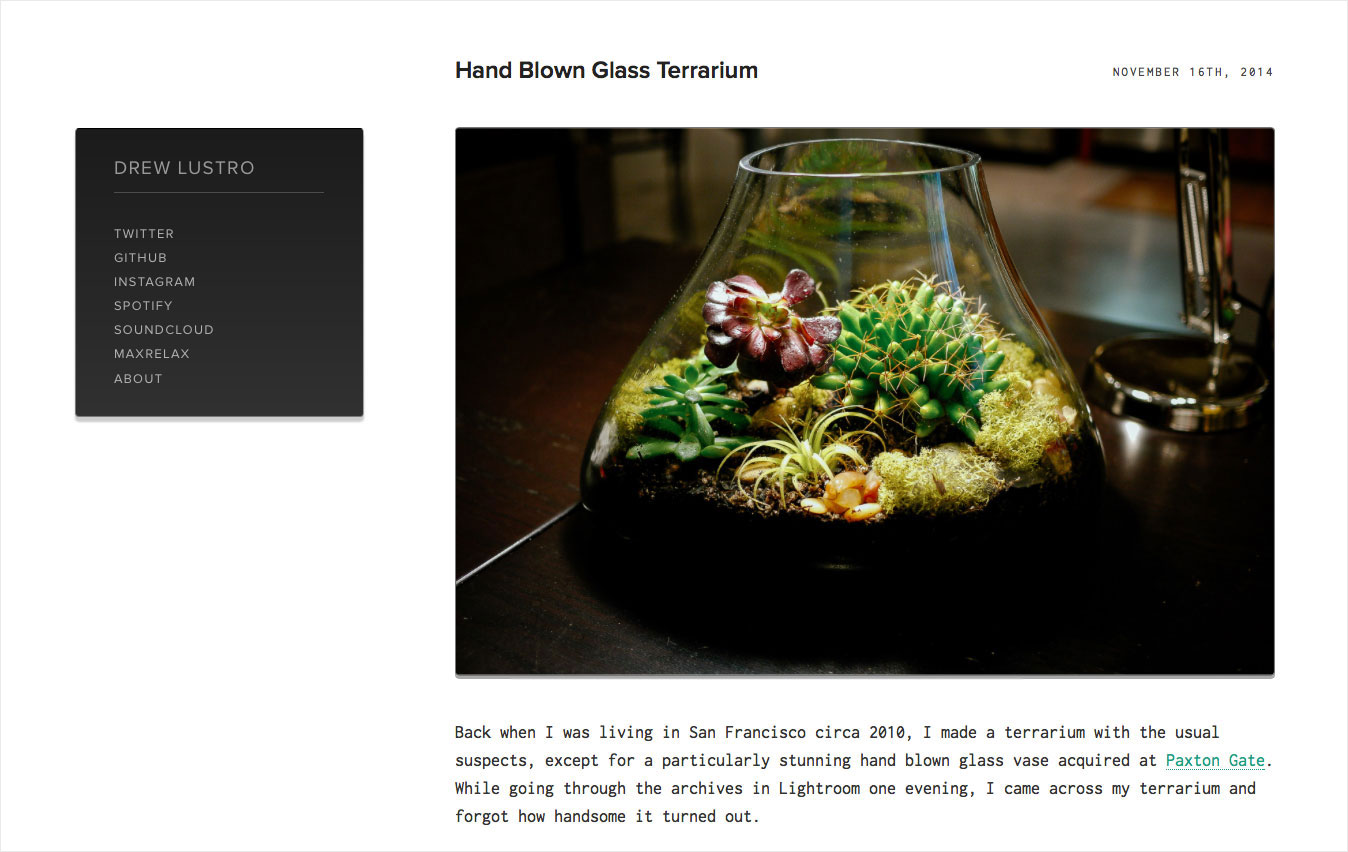 Hand Blown Glass Terrarium
NOVEMBER 16TH, 2014
DREW LUSTRO
TWITTER
GITHUB
INSTAGRAM
SPOTIFY
SOUNDCLOUD
MAXRELAX
ABOUT
Back when I was living in San Francisco circa 2010, I made a terrarium with the usual
suspects, except for a particularly stunning hand blown glass vase acquired at Paxton Gate.
While going through the archives in Lightroom one evening, I came across my terrarium and
forgot how handsome it turned out.